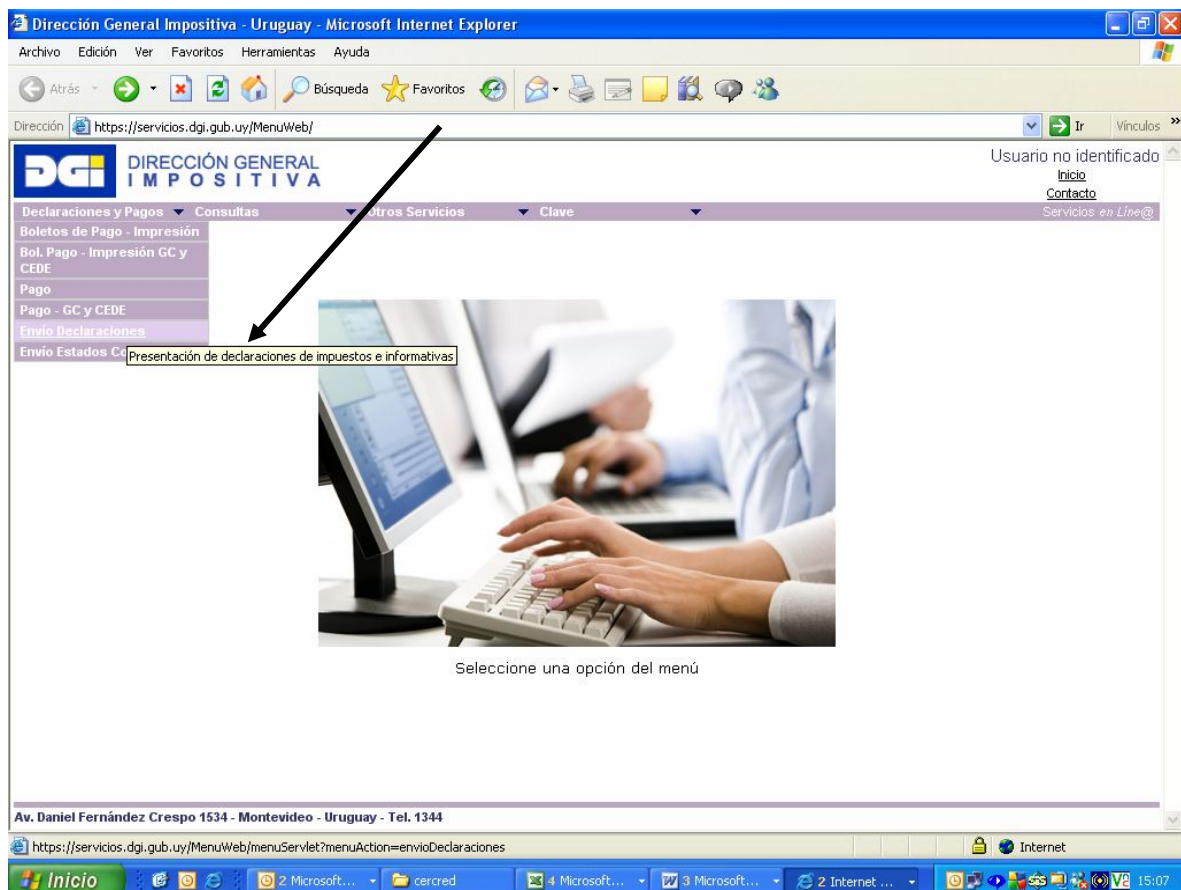 Dirección General Impositiva - Uruguay - Microsoft Internet Explorer
Archivo Edición Ver Favoritos Herramientas Ayuda
Atrás Búsqueda Favoritos
Dirección https://servicios.dgi.gub.uy/MenuWeb/ Ir Vínculos »
DGI DIRECCIÓN GENERAL
IMPOSITIVA
Usuario no identificado
Inicio
Contacto
Declaraciones y Pagos Consultas Otros Servicios Clave Servicios en Líne@
Boletos de Pago - Impresión
Bol. Pago - Impresión GC y
CEDE
Pago
Pago - GC y CEDE
Envío Declaraciones
Envío Estados
Presentación de declaraciones de impuestos e informativas
Seleccione una opción del menú
Av. Daniel Fernández Crespo 1534 - Montevideo - Uruguay - Tel. 1344
https://servicios.dgi.gub.uy/MenuWeb/menuServlet?menuAction=envioDeclaraciones Internet
Inicio 2 Microsoft... cercred 4 Microsoft... 3 Microsoft... 2 Internet ... 15:07